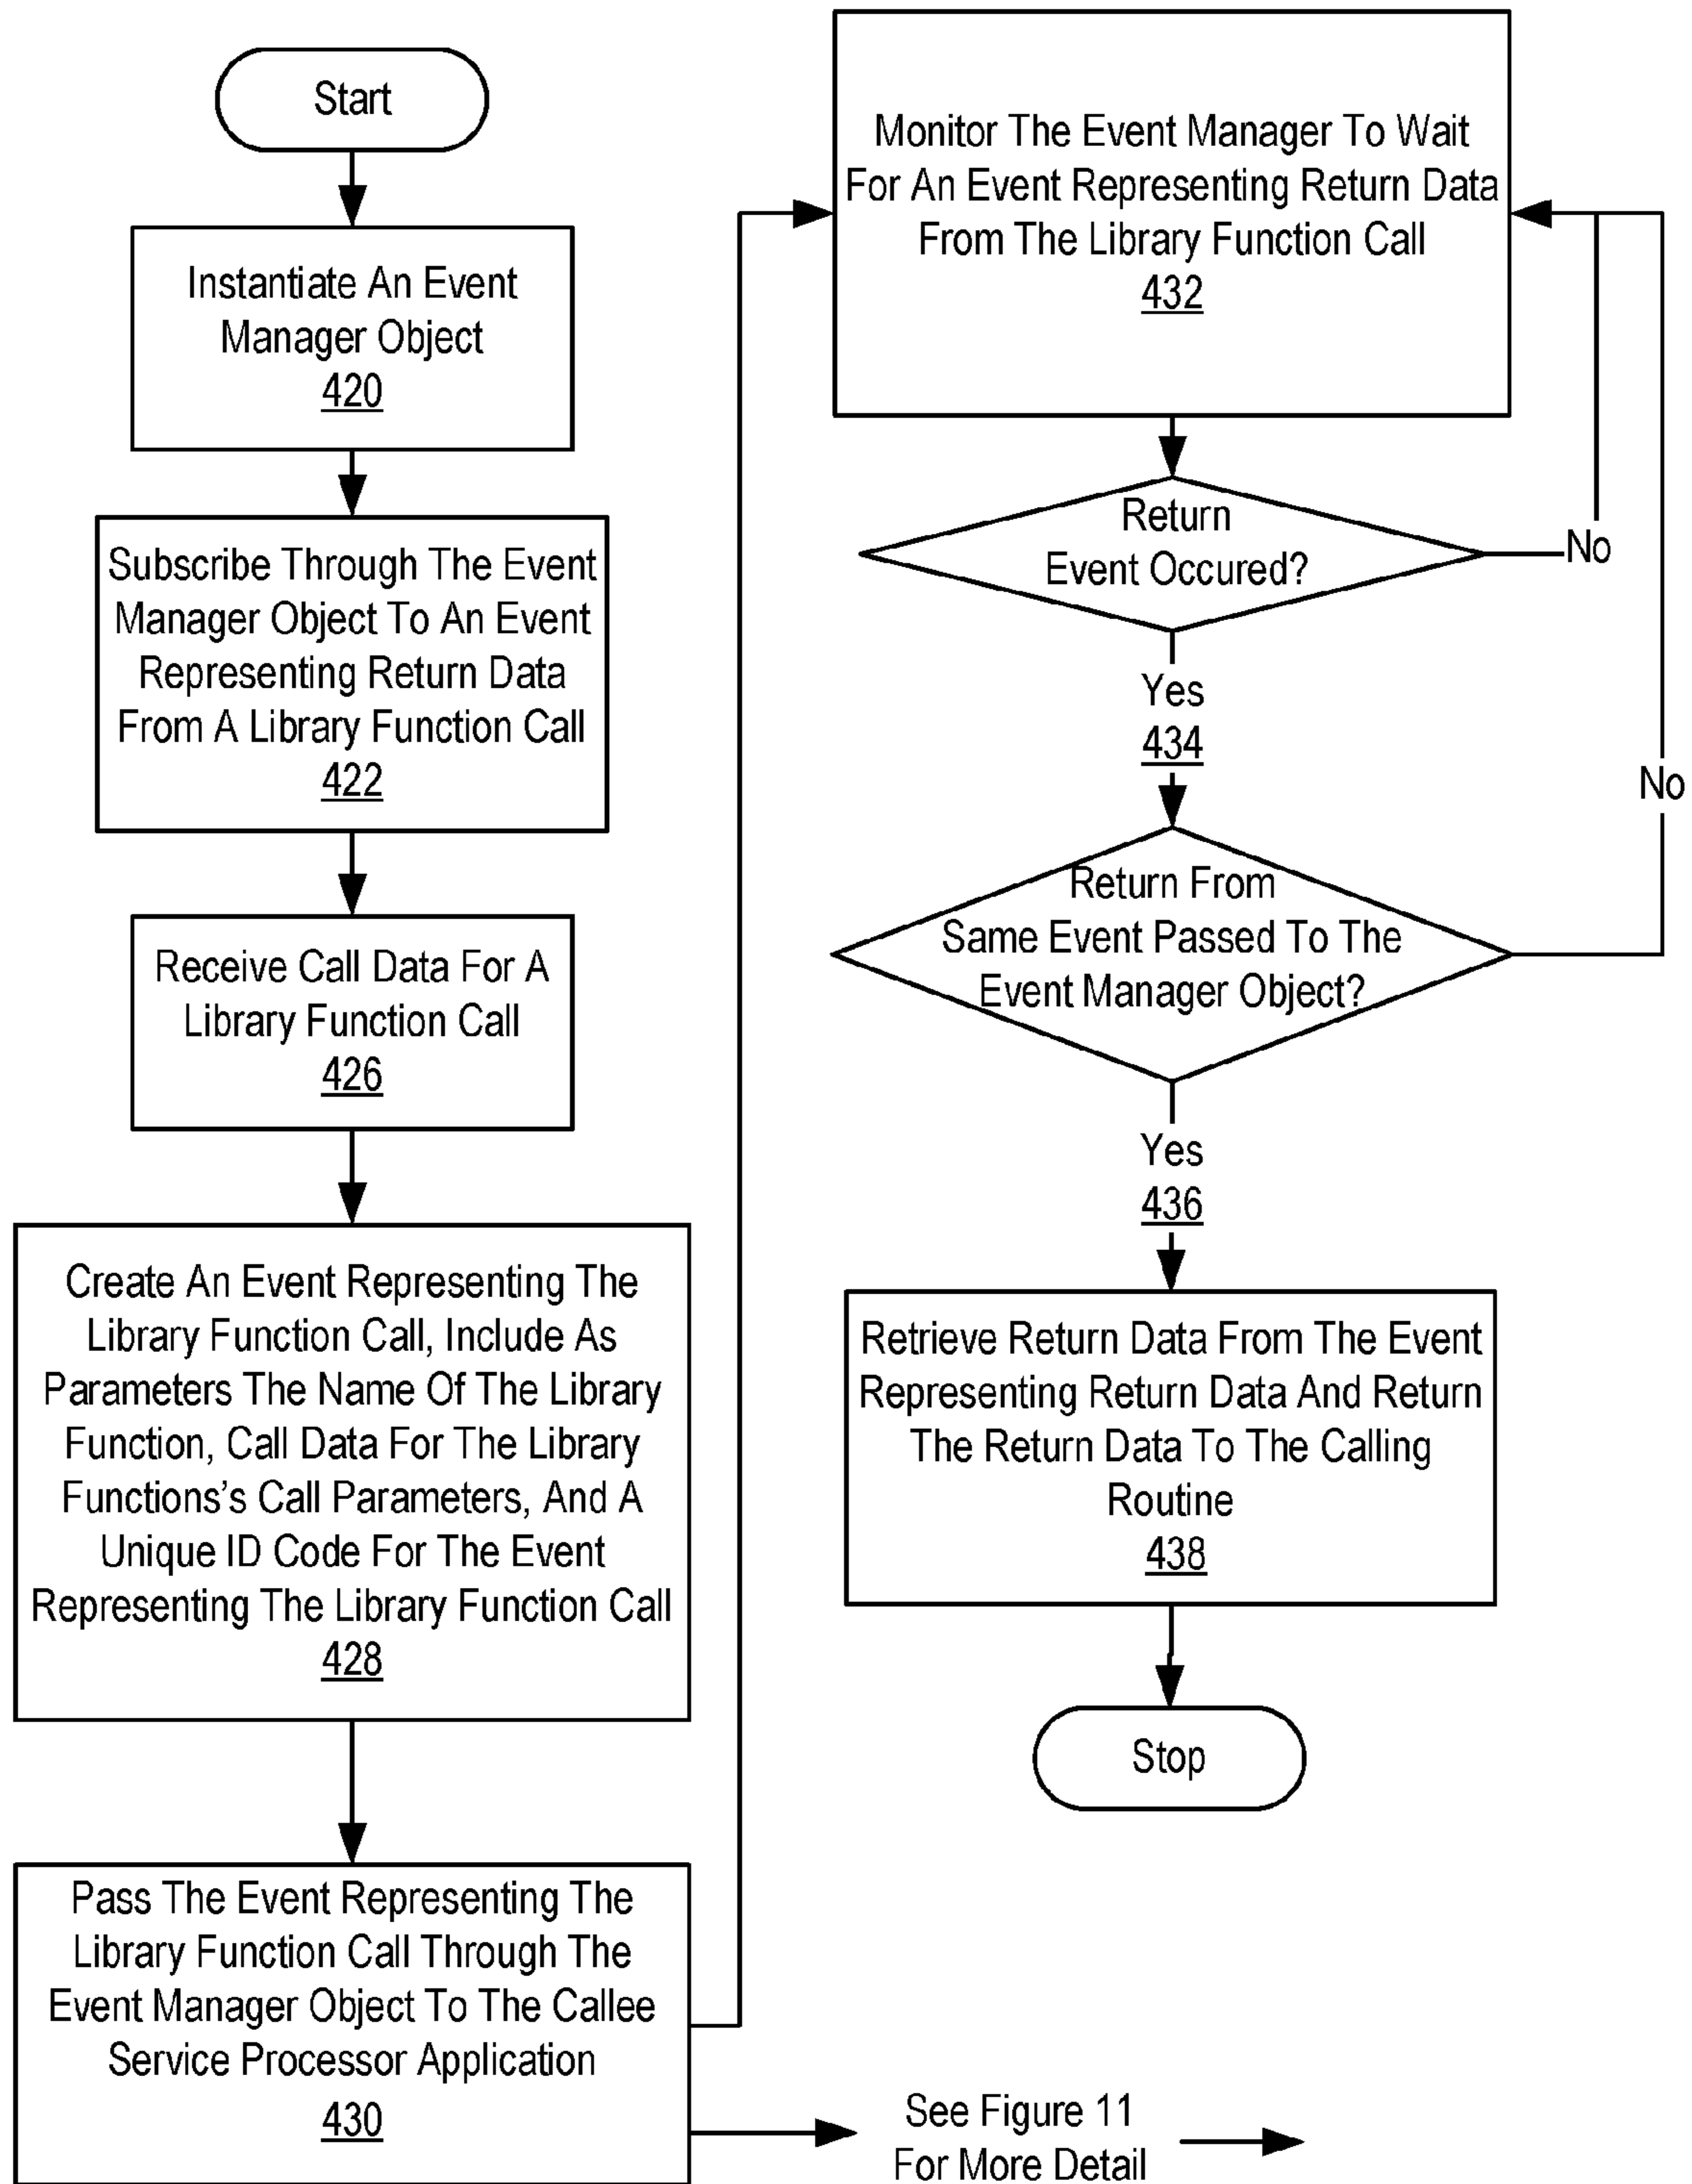 Start
Instantiate An Event
Manager Object
420
Subscribe Through The Event
Manager Object To An Event
Representing Return Data
From A Library Function Call
422
Receive Call Data For A
Library Function Call
426
Create An Event Representing The
Library Function Call, Include As
Parameters The Name Of The Library
Function, Call Data For The Library
Functions's Call Parameters, And A
Unique ID Code For The Event
Representing The Library Function Call
428
Pass The Event Representing The
Library Function Call Through The
Event Manager Object To The Callee
Service Processor Application
430
See Figure 11
For More Detail
Monitor The Event Manager To Wait
For An Event Representing Return Data
From The Library Function Call
432
Return
Event Occured?
No
Yes
434
Return From
Same Event Passed To The
Event Manager Object?
No
Yes
436
Retrieve Return Data From The Event
Representing Return Data And Return
The Return Data To The Calling
Routine
438
Stop